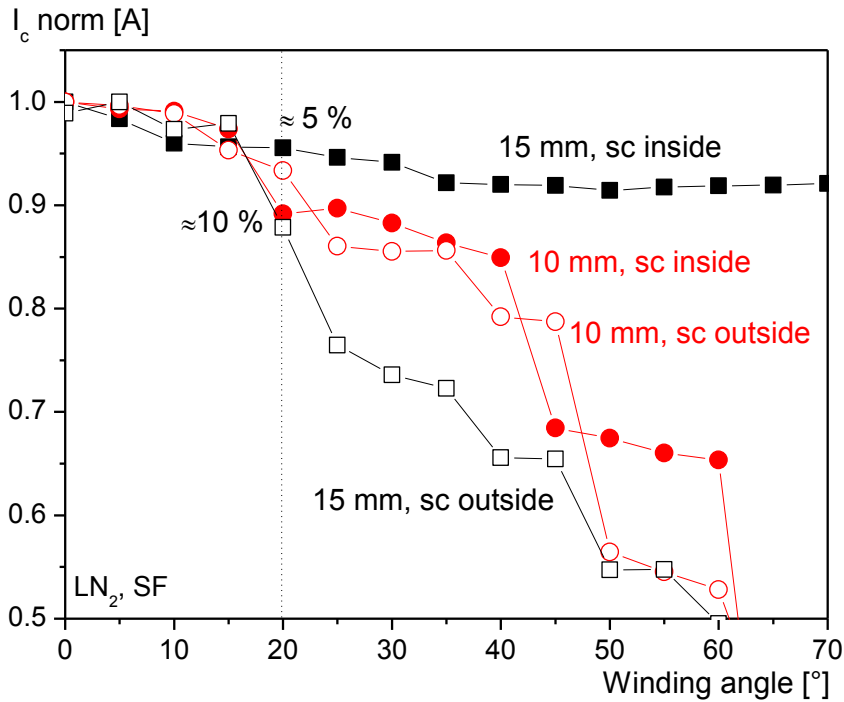 I_c norm [A]
1.0
0.9
0.8
0.7
0.6
0.5
≈ 5 %
≈10 %
15 mm, sc inside
10 mm, sc inside
10 mm, sc outside
15 mm, sc outside
LN₂, SF
0 10 20 30 40 50 60 70
Winding angle [°]